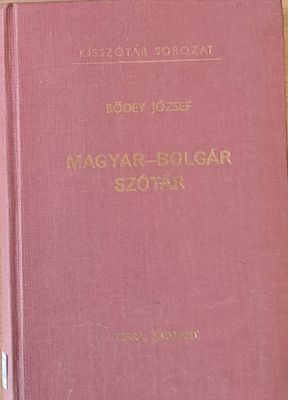 KISSZÓTÁR SOROZAT
BŐDEY JÓZSEF
MAGYAR–BOLGÁR
SZÓTÁR
TERRA, BUDAPEST